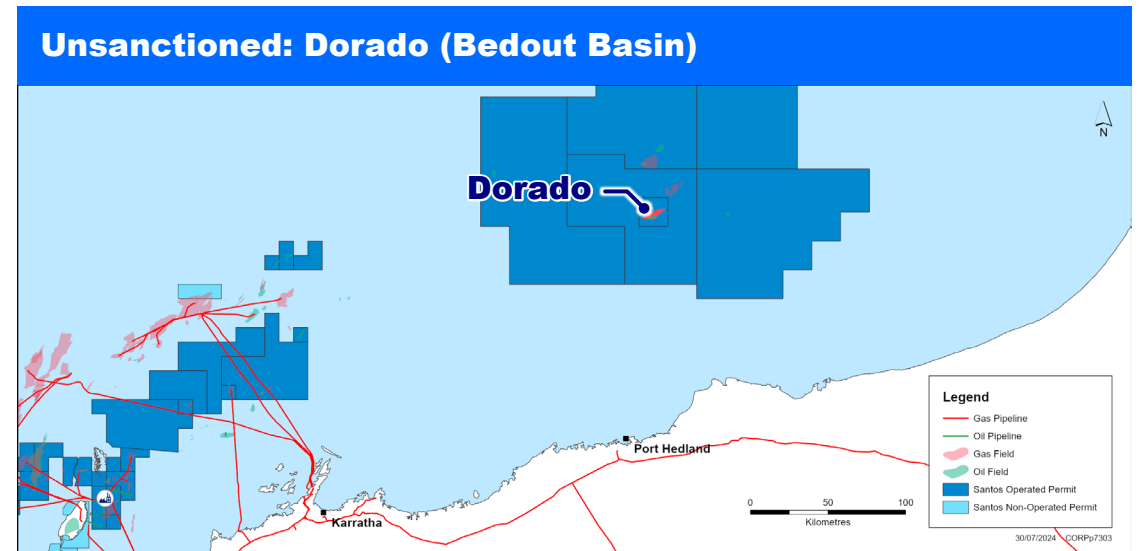 Unsanctioned: Dorado (Bedout Basin)
N
Dorado
Port Hedland
Karratha
Legend
Gas Pipeline
Oil Pipeline
Gas Field
Oil Field
Santos Operated Permit
Santos Non-Operated Permit
0 50 100
Kilometres
30/07/2024 CORPp7303